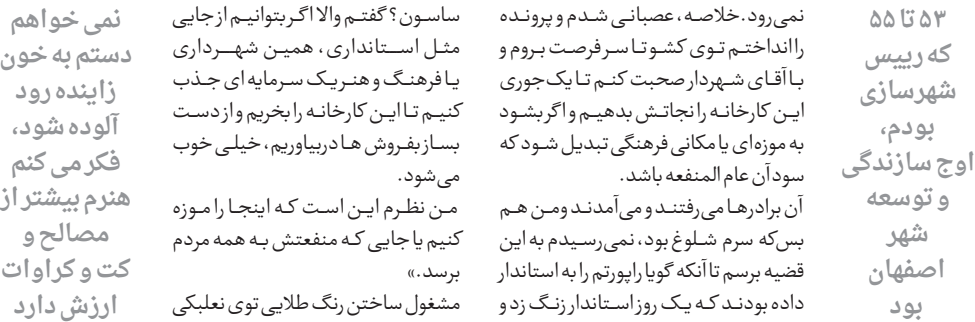 ۵۳ تا ۵۵
که رییس
شهرسازی
بودم،
اوج سازندگی
و توسعه
شهر
اصفهان
بود
نمی‌رود. خلاصه، عصبانی شدم و پرونده
را انداختم توی کشو تا سر فرصت بروم و
با آقای شهردار صحبت کنم تا یک جوری
این کارخانه را نجاتش بدهیم و اگر بشود
به موزه‌ای یا مکانی فرهنگی تبدیل شود که
سود آن عام المنفعه باشد.
آن برادرها می‌رفتند و می‌آمدند ومن هم
بس‌که سرم شلوغ بود، نمی‌رسیدم به این
قضیه برسم تا آنکه گویا راپورتم را به استاندار
داده بودند که یک روز استاندار زنگ زد و
ساسون؟ گفتم والا اگر بتوانیم از جایی
مثل استانداری، همین شهرداری
یا فرهنگ و هنر یک سرمایه ای جذب
کنیم تا این کارخانه را بخریم و از دست
بساز بفروش ها دربیاوریم، خیلی خوب
می‌شود.
من نظرم این است که اینجا را موزه
کنیم یا جایی که منفعتش به همه مردم
برسد.»
مشغول ساختن رنگ طلایی توی نعلبکی
نمی خواهم
دستم به خون
زاینده رود
آلوده شود،
فکر می کنم
هنرم بیشتر از
مصالح و
کت و کراوات
ارزش دارد